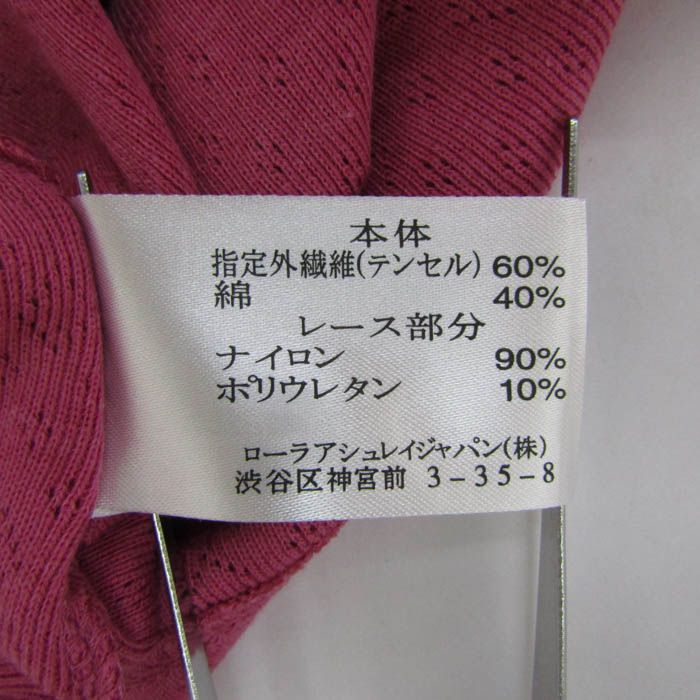 本体
指定外繊維(テンセル) 60%
綿 40%
レース部分
ナイロン 90%
ポリウレタン 10%
ローラアシュレイジャパン(株)
渋谷区神宮前 3-35-8